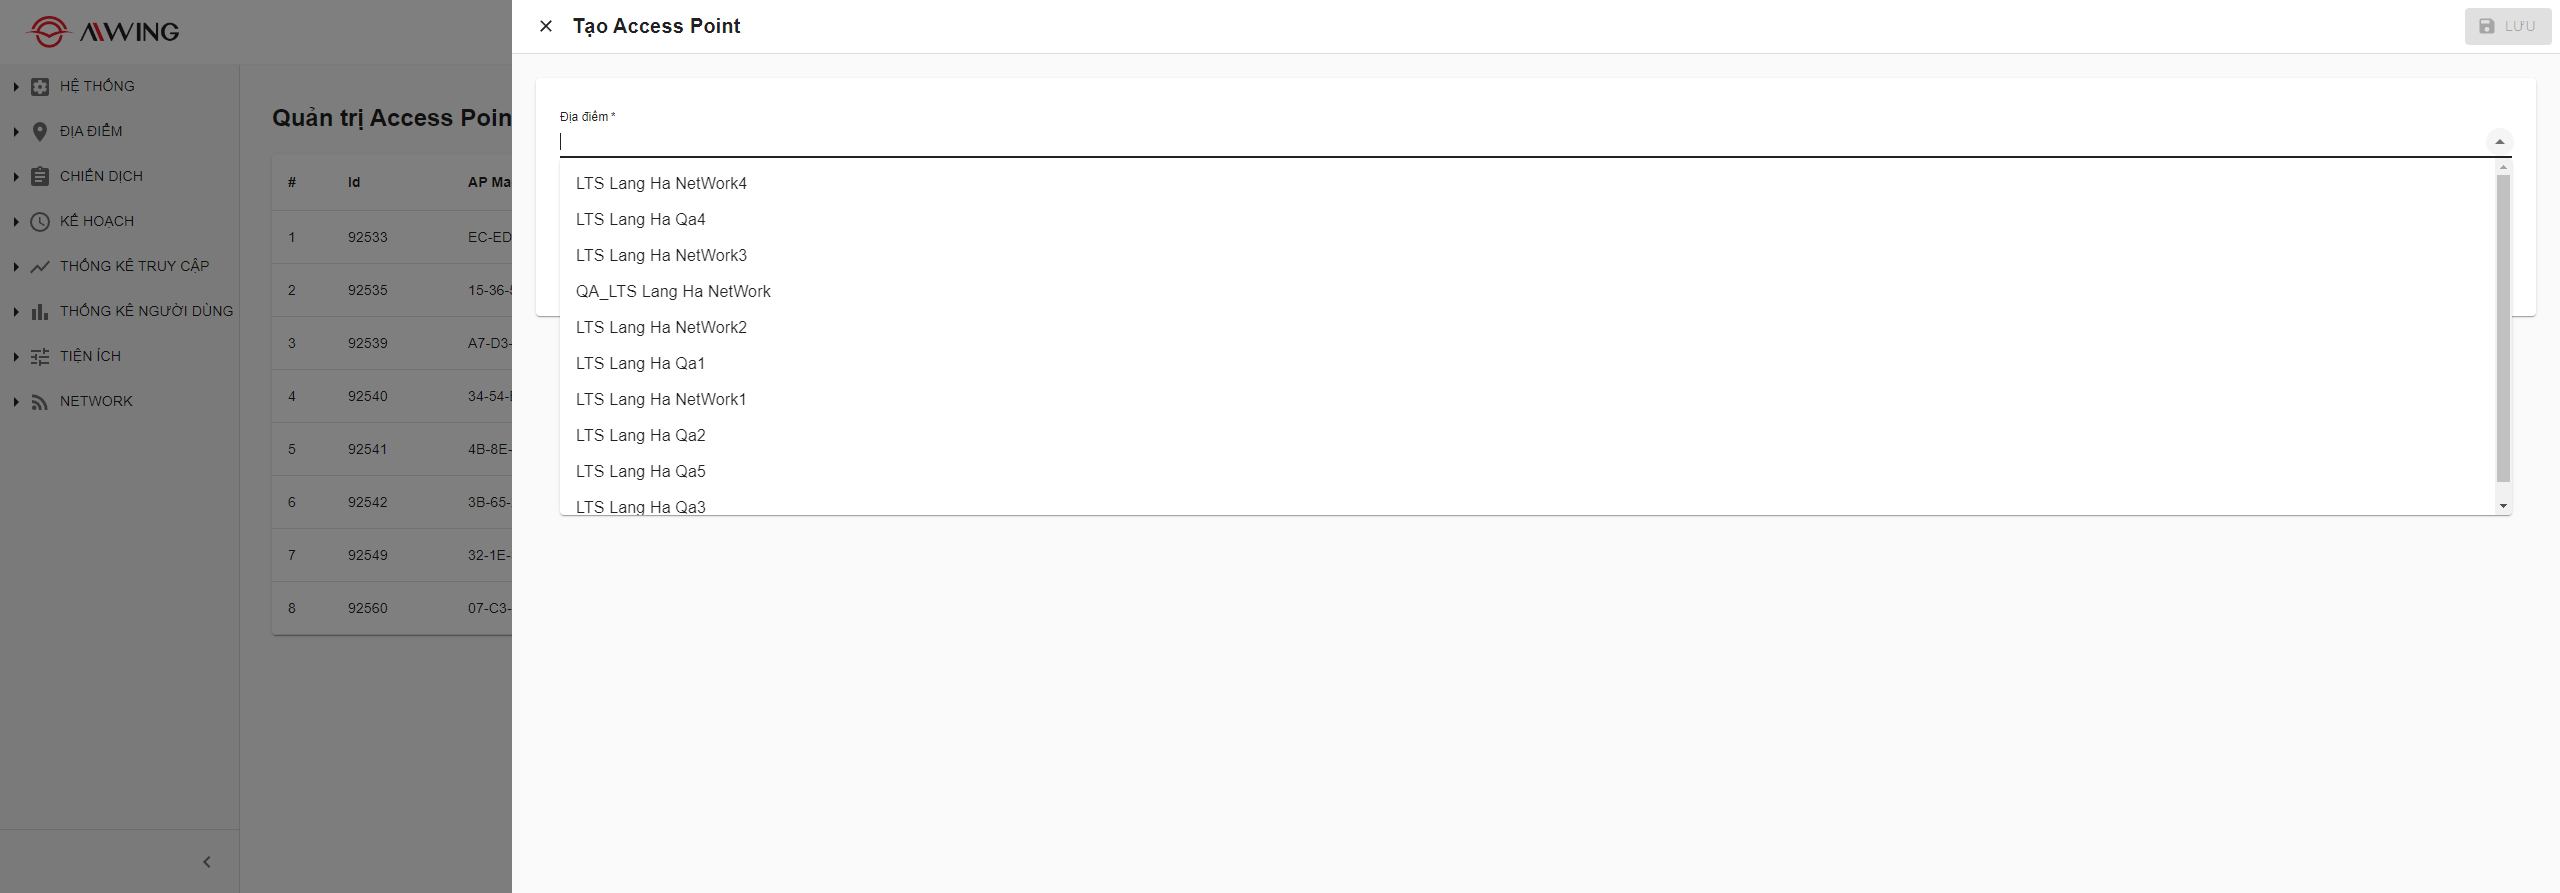 AWING
HỆ THỐNG
ĐỊA ĐIỂM
CHIẾN DỊCH
KẾ HOẠCH
THỐNG KÊ TRUY CẬP
THỐNG KÊ NGƯỜI DÙNG
TIỆN ÍCH
NETWORK
Quản trị Access Poin
# Id AP Ma
1 92533 EC-ED
2 92535 15-36-
3 92539 A7-D3-
4 92540 34-54-
5 92541 4B-8E-
6 92542 3B-65-
7 92549 32-1E-
8 92560 07-C3-
Tạo Access Point
LƯU
Địa điểm *
LTS Lang Ha NetWork4
LTS Lang Ha Qa4
LTS Lang Ha NetWork3
QA_LTS Lang Ha NetWork
LTS Lang Ha NetWork2
LTS Lang Ha Qa1
LTS Lang Ha NetWork1
LTS Lang Ha Qa2
LTS Lang Ha Qa5
LTS Lang Ha Qa3